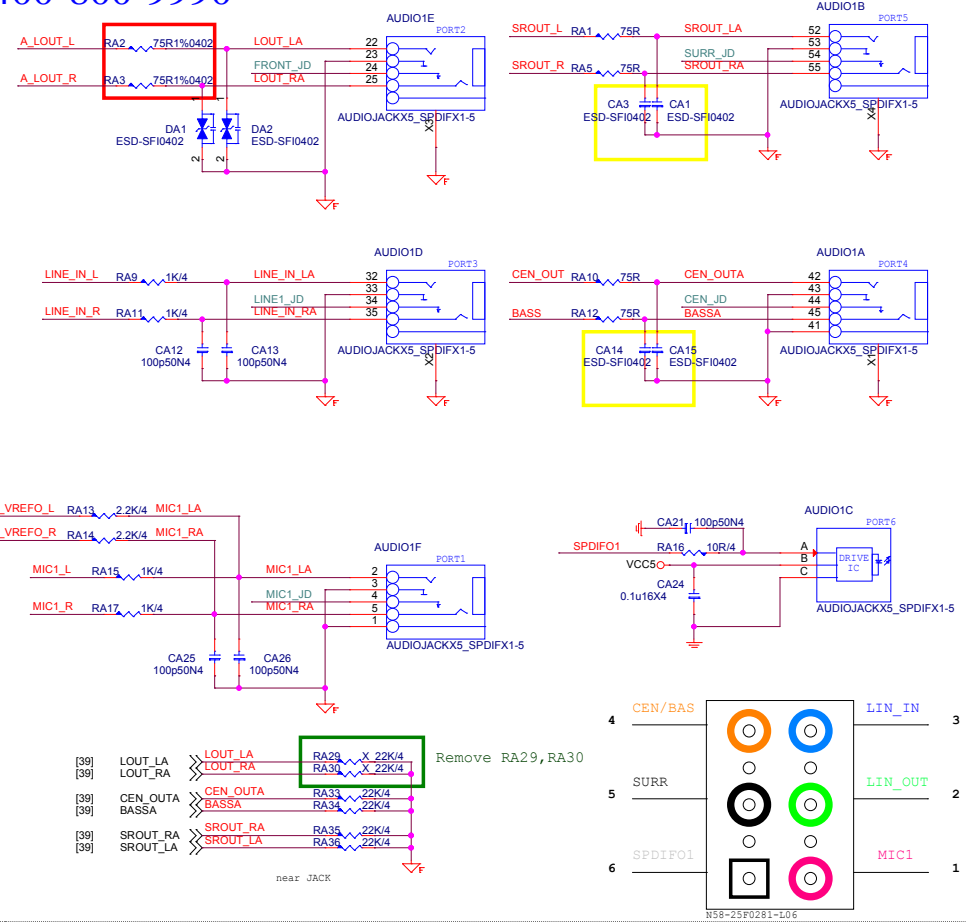 AUDIO1E
PORT2
A_LOUT_L RA2 75R1%0402 LOUT_LA 22
23
FRONT_JD 24
A_LOUT_R RA3 75R1%0402 LOUT_RA 25
AUDIOJACKX5_SPDIFX1-5
X3
1 1
DA1 DA2
ESD-SFI0402 ESD-SFI0402
2 2
F
F
AUDIO1B
PORT5
SROUT_L RA1 75R SROUT_LA 52
53
SURR_JD 54
SROUT_R RA5 75R SROUT_RA 55
AUDIOJACKX5_SPDIFX1-5
X4
CA3 CA1
ESD-SFI0402 ESD-SFI0402
F
F
AUDIO1D
PORT3
LINE_IN_L RA9 1K/4 LINE_IN_LA 32
33
LINE1_JD 34
LINE_IN_R RA11 1K/4 LINE_IN_RA 35
AUDIOJACKX5_SPDIFX1-5
X2
CA12 CA13
100p50N4 100p50N4
F
F
AUDIO1A
PORT4
CEN_OUT RA10 75R CEN_OUTA 42
43
CEN_JD 44
BASS RA12 75R BASSA 45
41
AUDIOJACKX5_SPDIFX1-5
X1
CA14 CA15
ESD-SFI0402 ESD-SFI0402
F
F
_VREFO_L RA13 2.2K/4 MIC1_LA
_VREFO_R RA14 2.2K/4 MIC1_RA
AUDIO1F
PORT1
MIC1_L RA15 1K/4 MIC1_LA 2
3
MIC1_JD 4
MIC1_R RA17 1K/4 MIC1_RA 5
1
AUDIOJACKX5_SPDIFX1-5
CA25 CA26
100p50N4 100p50N4
F
AUDIO1C
PORT6
CA21 100p50N4
SPDIFO1 RA16 10R/4 A
VCC5 B
C
DRIVE
IC
CA24
0.1u16X4
AUDIOJACKX5_SPDIFX1-5
[39] LOUT_LA LOUT_LA RA29 X_22K/4
[39] LOUT_RA LOUT_RA RA30 X_22K/4
Remove RA29,RA30
[39] CEN_OUTA CEN_OUTA RA33 22K/4
[39] BASSA BASSA RA34 22K/4
[39] SROUT_RA SROUT_RA RA35 22K/4
[39] SROUT_LA SROUT_LA RA36 22K/4
F
near JACK
4 CEN/BAS LIN_IN 3
5 SURR LIN_OUT 2
6 SPDIFO1 MIC1 1
N58-25F0281-L06